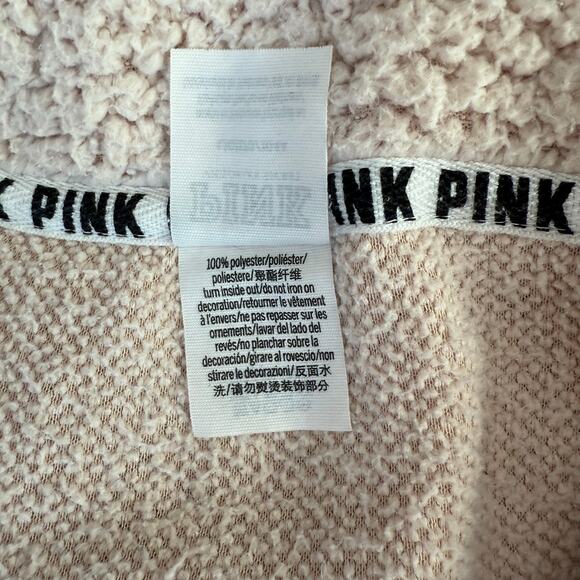 PINK
PINK
PINK
100% polyester/poliéster/
poliestere/聚酯纤维
turn inside out/do not iron on
decoration/retourner le vêtement
à l'envers/ne pas repasser sur les
ornements/lavar del lado del
revés/no planchar sobre la
decoración/girare al rovescio/non
stirare le decorazioni/反面水
洗/请勿熨烫装饰部分